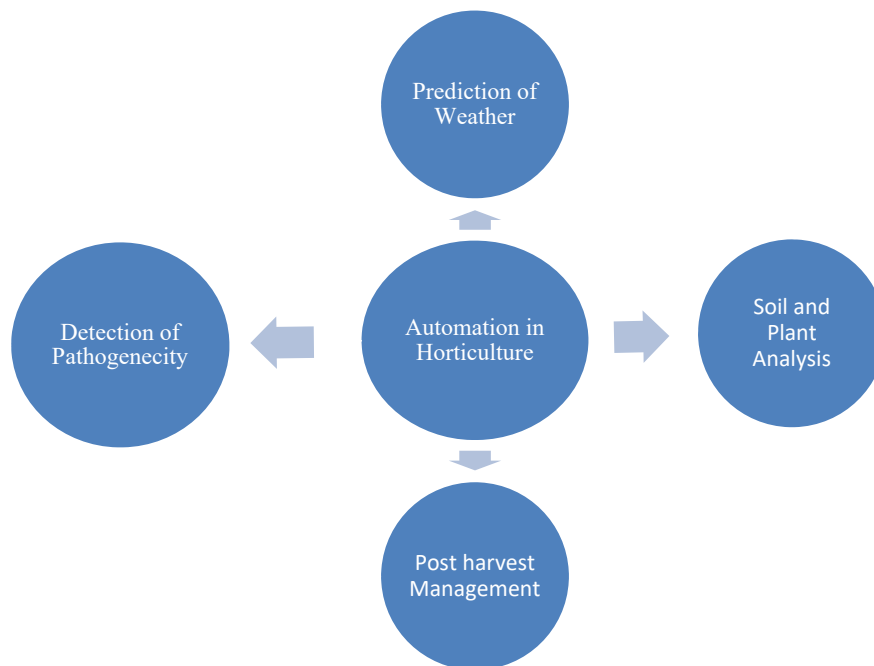 Prediction of
Weather
Detection of
Pathogenecity
Automation in
Horticulture
Soil and
Plant
Analysis
Post harvest
Management